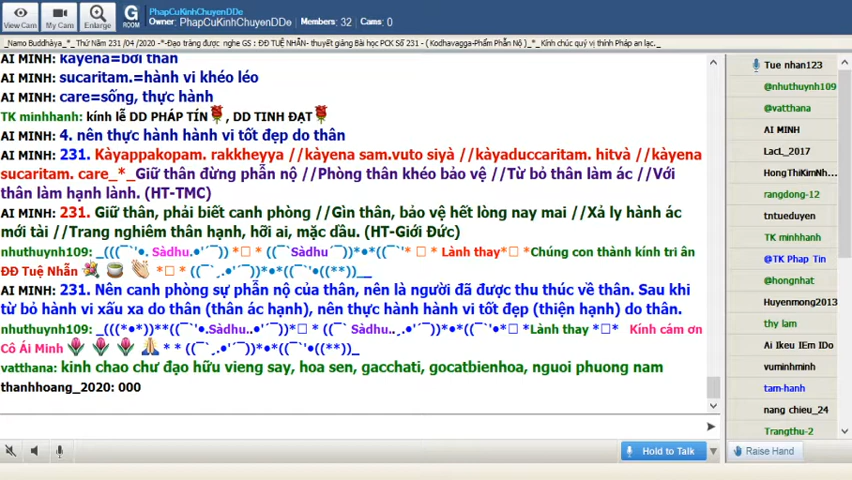 View Cam
My Cam
Enlarge
G
ROOM
PhapCuKinhChuyenDDe
Owner: PhapCuKinhChuyenDDe Members: 32 Cams: 0
_Namo Buddhàya_*_ Thứ Năm 231 /04 /2020 -*-Đạo tràng được nghe GS : ĐĐ TUỆ NHẪN- thuyết giảng Bài học PCK Số 231 - ( Kodhavagga-Phẩm Phẫn Nộ )_*_ Kính chúc quý vị thính Pháp an lạc._
AI MINH: kàyena=bởi thân
AI MINH: sucaritam.=hành vi khéo léo
AI MINH: care=sống, thực hành
TK minhhanh: kính lễ DD PHÁP TÍN🌹, DD TINH ĐẠT🌹
AI MINH: 4. nên thực hành hành vi tốt đẹp do thân
AI MINH: 231. Kàyappakopam. rakkheyya //kàyena sam.vuto siyà //kàyaduccaritam. hitvà //kàyena
sucaritam. care_*_Giữ thân đừng phẫn nộ //Phòng thân khéo bảo vệ //Từ bỏ thân làm ác //Với
thân làm hạnh lành. (HT-TMC)
AI MINH: 231. Giữ thân, phải biết canh phòng //Gìn thân, bảo vệ hết lòng nay mai //Xả ly hành ác
mới tài //Trang nghiêm thân hạnh, hỡi ai, mặc dầu. (HT-Giới Đức)
nhuthuynh109: _(((¯`'•. Sàdhu.•'´¯)) *□ * ((¯`Sàdhu´¯))*•*((¯`'* □ * Lành thay*□ *Chúng con thành kính tri ân
ĐĐ Tuệ Nhẫn 💐 🍵 👏 *□ * ((¯`´,.•'´¯))*•*((¯`'•((**))__
AI MINH: 231. Nên canh phòng sự phẫn nộ của thân, nên là người đã được thu thúc về thân. Sau khi
từ bỏ hành vi xấu xa do thân (thân ác hạnh), nên thực hành hành vi tốt đẹp (thiện hạnh) do thân.
nhuthuynh109: _(((*•*))**((¯`'•.Sàdhu..•'´¯))*□ * ((¯` Sàdhu..´,.•'´¯))*•*((¯`'•□ *Lành thay *□* Kính cám ơn
Cô Ái Minh 🌷 🌷 🌷 🙏 * * ((¯`´,.•'´¯))*•*((¯`'•((**))_
vatthana: kinh chao chư đạo hữu vieng say, hoa sen, gacchati, gocatbienhoa, nguoi phuong nam
thanhhoang_2020: 000
Tue nhan123
@nhuthuynh109
@vatthana
AI MINH
LacL_2017
HongThiKimNh...
rangdong-12
tntueduyen
TK minhhanh
@TK Phap Tin
@hongnhat
Huyenmong2013
thy lam
Ai Ikeu IEm IDo
vuminhminh
tam-hanh
nang chieu_24
Trangthu-2
Hold to Talk
Raise Hand